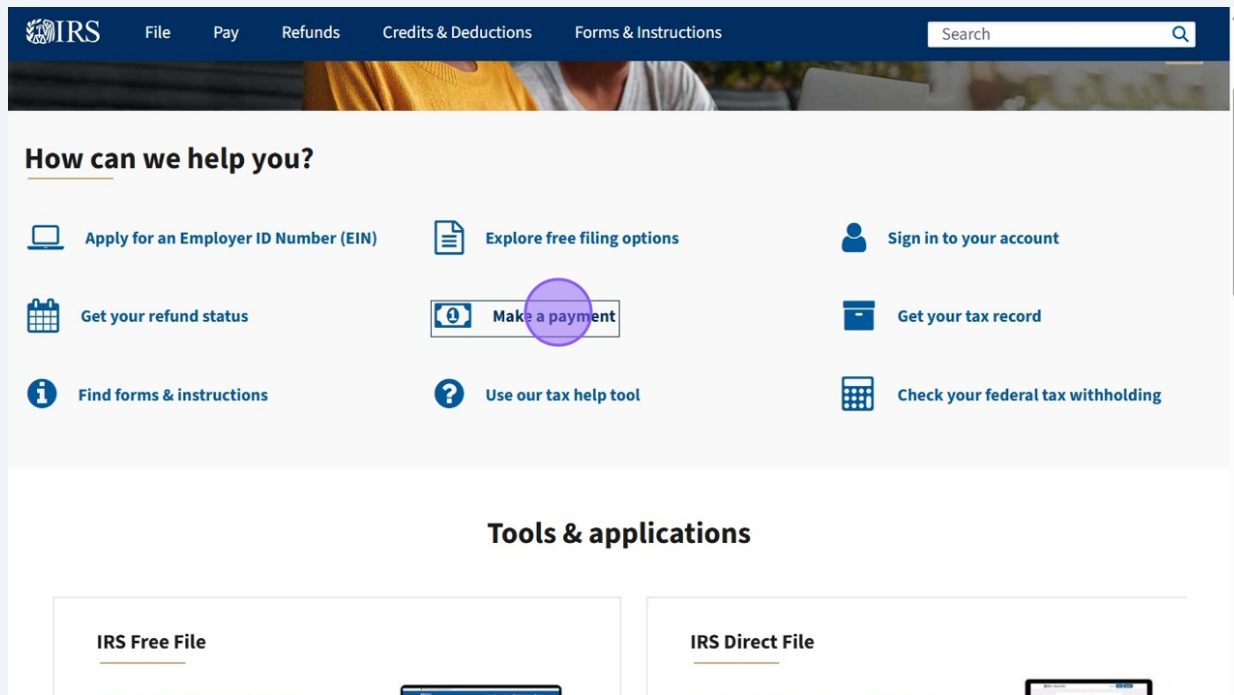 IRS File Pay Refunds Credits & Deductions Forms & Instructions Search
How can we help you?
Apply for an Employer ID Number (EIN) Explore free filing options Sign in to your account
Get your refund status Make a payment Get your tax record
Find forms & instructions Use our tax help tool Check your federal tax withholding
Tools & applications
IRS Free File IRS Direct File